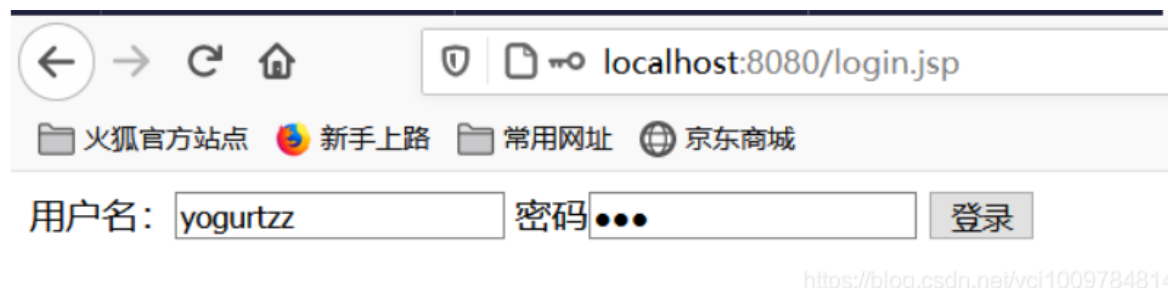 localhost:8080/login.jsp
火狐官方站点 新手上路 常用网址 京东商城
用户名：yogurtzz 密码●●● 登录
https://blog.csdn.net/yci1009784814